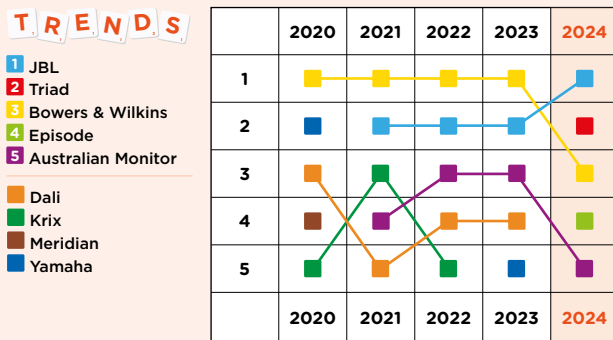 TRENDS
1 JBL
2 Triad
3 Bowers & Wilkins
4 Episode
5 Australian Monitor
Dali
Krix
Meridian
Yamaha
2020 2021 2022 2023 2024
1
2
3
4
5
2020 2021 2022 2023 2024